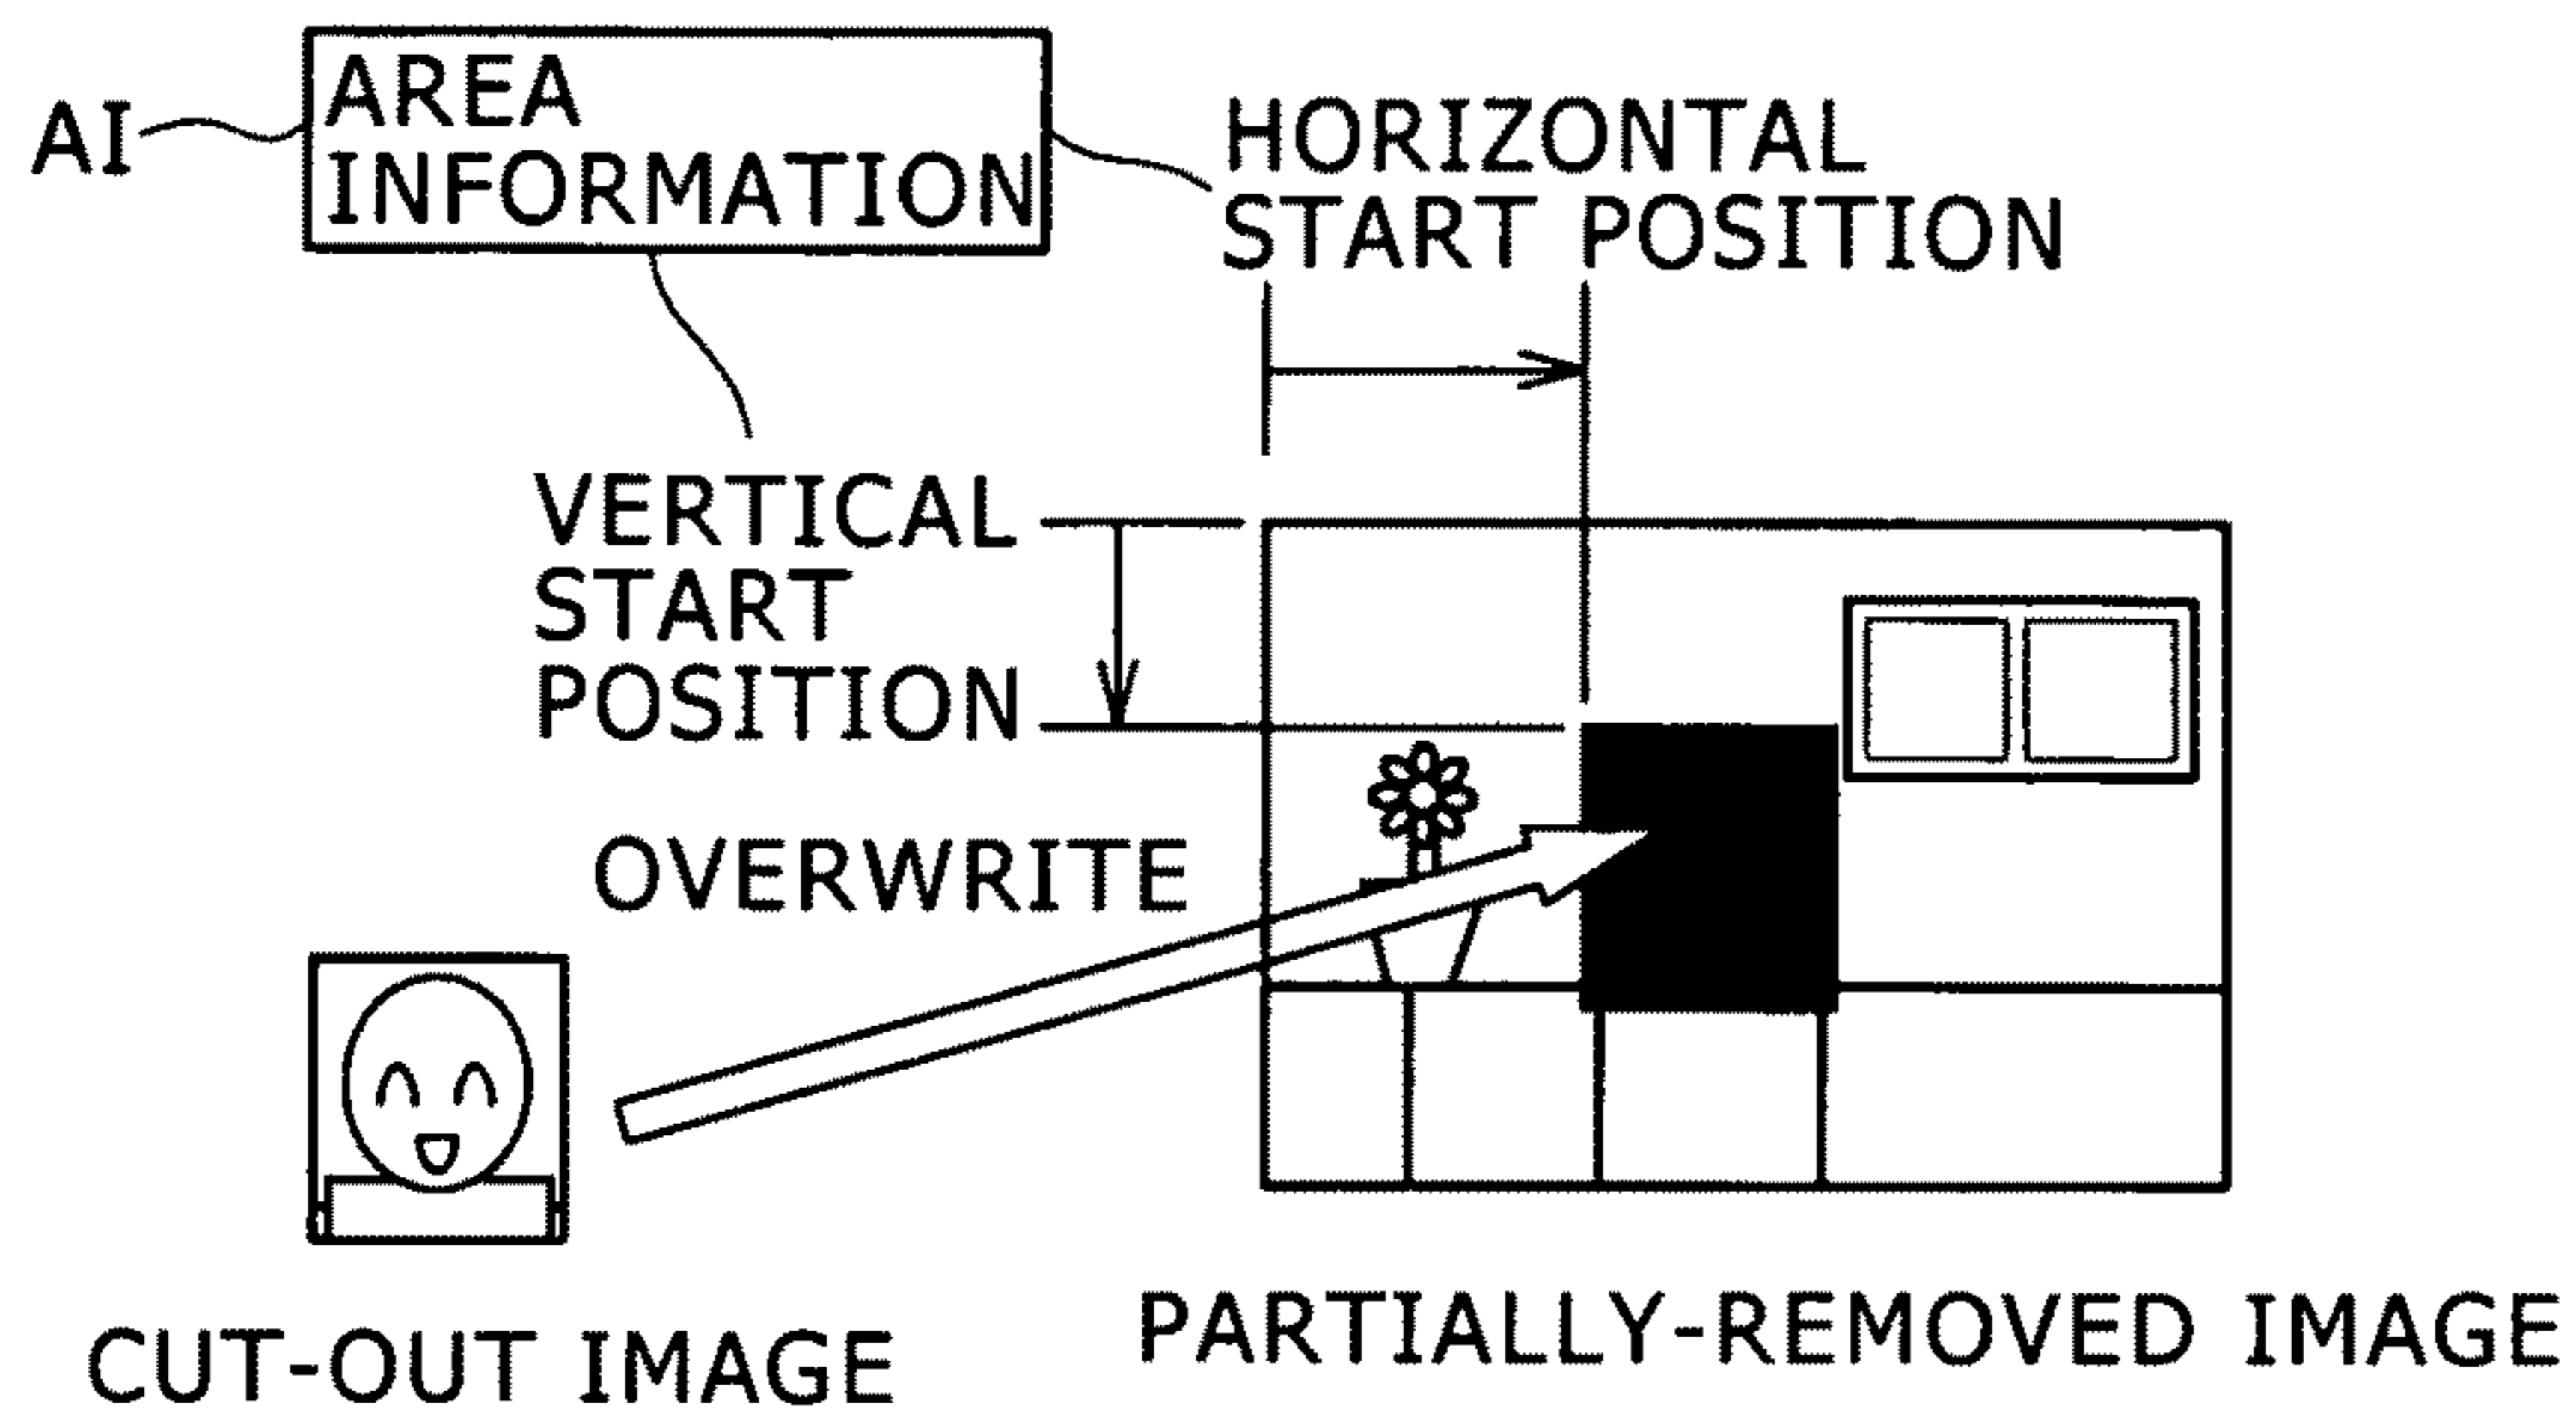 AI
AREA
INFORMATION
HORIZONTAL
START POSITION
VERTICAL
START
POSITION
OVERWRITE
CUT-OUT IMAGE
PARTIALLY-REMOVED IMAGE